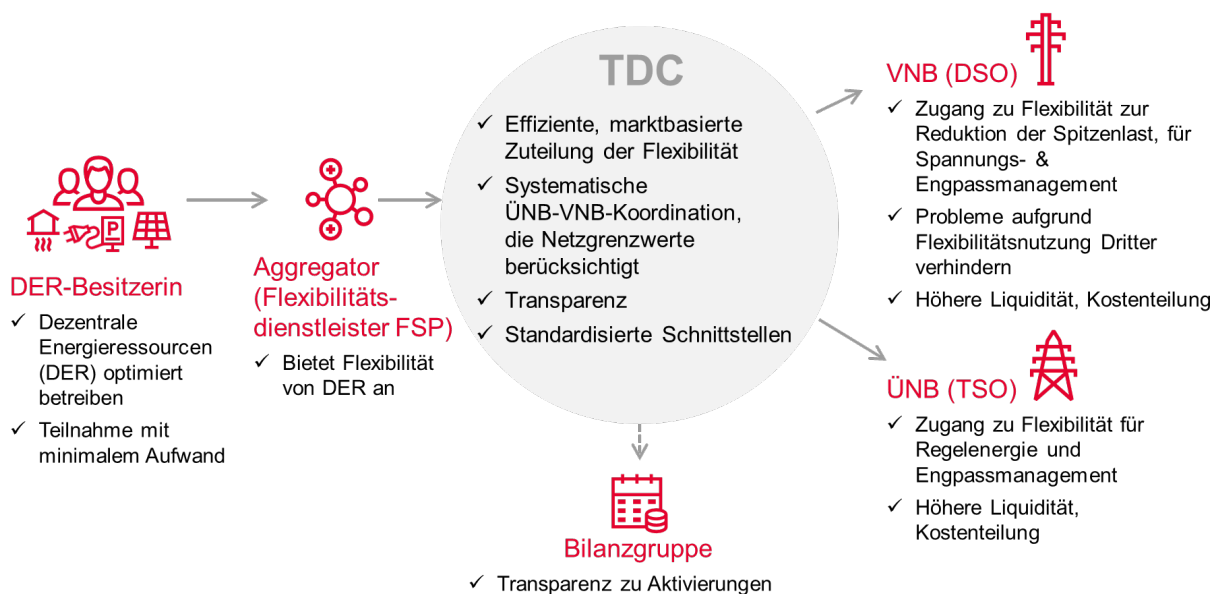 DER-Besitzerin
✓ Dezentrale
Energieressourcen
(DER) optimiert
betreiben
✓ Teilnahme mit
minimalem Aufwand
P
Aggregator
(Flexibilitäts-
dienstleister FSP)
✓ Bietet Flexibilität
von DER an
TDC
✓ Effiziente, marktbasierte
Zuteilung der Flexibilität
✓ Systematische
ÜNB-VNB-Koordination,
die Netzgrenzwerte
berücksichtigt
✓ Transparenz
✓ Standardisierte Schnittstellen
VNB (DSO)
✓ Zugang zu Flexibilität zur
Reduktion der Spitzenlast, für
Spannungs- &
Engpassmanagement
✓ Probleme aufgrund
Flexibilitätsnutzung Dritter
verhindern
✓ Höhere Liquidität, Kostenteilung
ÜNB (TSO)
✓ Zugang zu Flexibilität für
Regelenergie und
Engpassmanagement
✓ Höhere Liquidität,
Kostenteilung
Bilanzgruppe
✓ Transparenz zu Aktivierungen